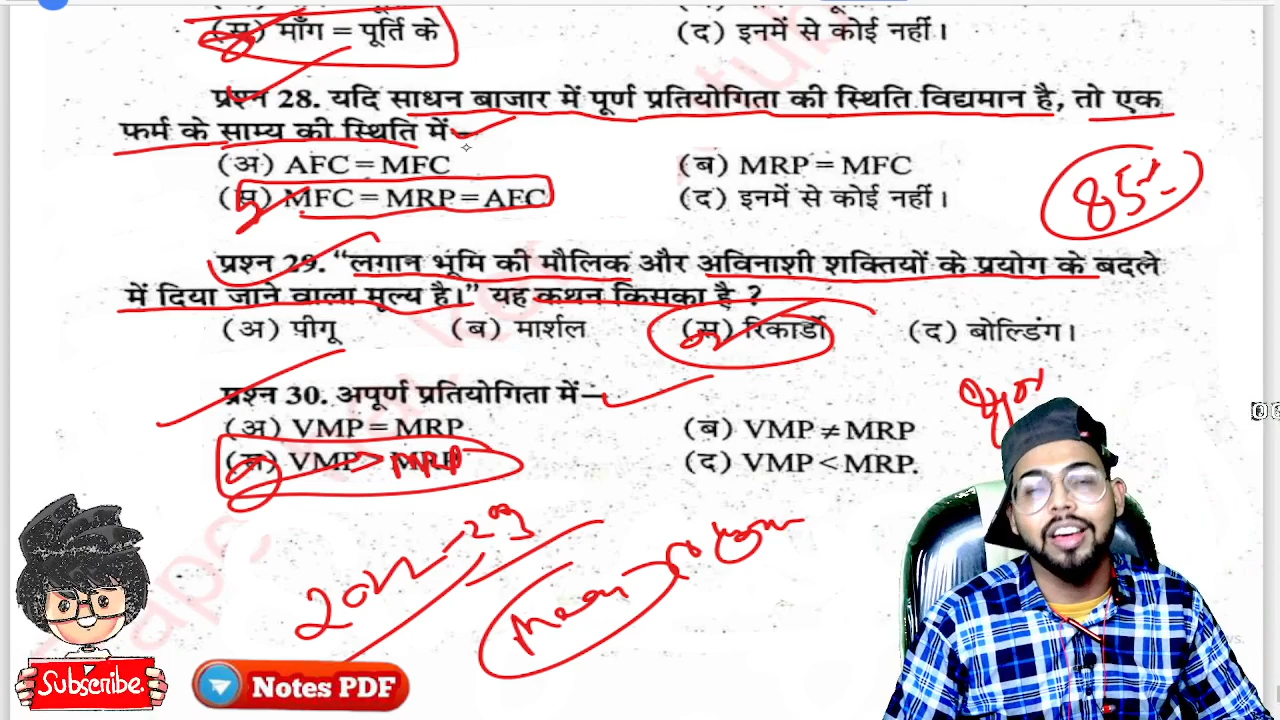 (स) माँग = पूर्ति के (द) इनमें से कोई नहीं।
प्रश्न 28. यदि साधन बाजार में पूर्ण प्रतियोगिता की स्थिति विद्यमान है, तो एक
फर्म के साम्य की स्थिति में–
(अ) AFC = MFC (ब) MRP = MFC
(स) MFC = MRP = AFC (द) इनमें से कोई नहीं।
85
प्रश्न 29. “लगान भूमि की मौलिक और अविनाशी शक्तियों के प्रयोग के बदले
में दिया जाने वाला मूल्य है।” यह कथन किसका है ?
(अ) पीगू (ब) मार्शल (स) रिकार्डो (द) बोल्डिंग।
प्रश्न 30. अपूर्ण प्रतियोगिता में–
(अ) VMP = MRP (ब) VMP ≠ MRP
(स) VMP > MRP (द) VMP < MRP.
Subscribe.
Notes PDF